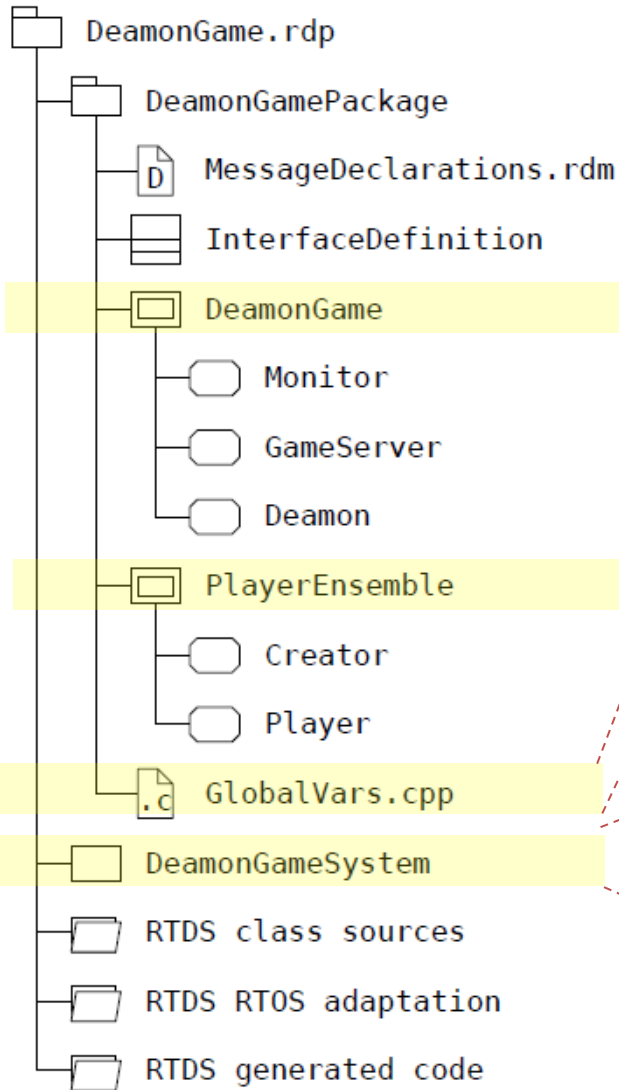 DeamonGame.rdp
DeamonGamePackage
D MessageDeclarations.rdm
InterfaceDefinition
DeamonGame
Monitor
GameServer
Deamon
PlayerEnsemble
Creator
Player
.c GlobalVars.cpp
DeamonGameSystem
RTDS class sources
RTDS RTOS adaptation
RTDS generated code